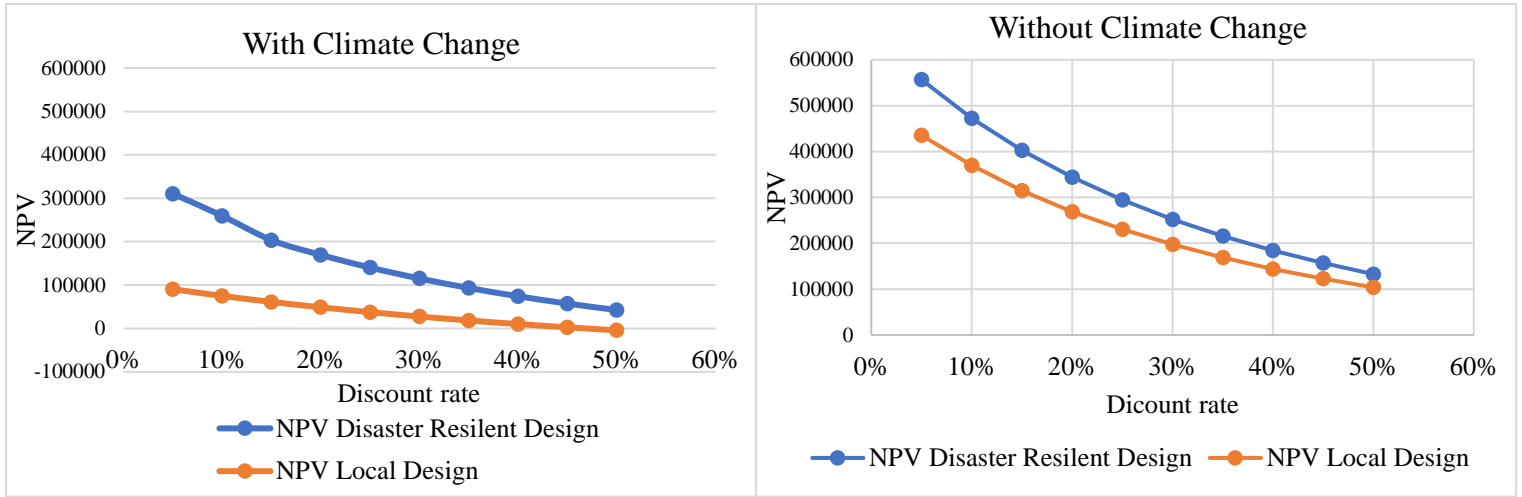 With Climate Change
600000
500000
400000
300000
200000
100000
0
-100000
NPV
0% 10% 20% 30% 40% 50% 60%
Discount rate
NPV Disaster Resilent Design
NPV Local Design
Without Climate Change
600000
500000
400000
300000
200000
100000
0
NPV
0% 10% 20% 30% 40% 50% 60%
Dicount rate
NPV Disaster Resilent Design NPV Local Design